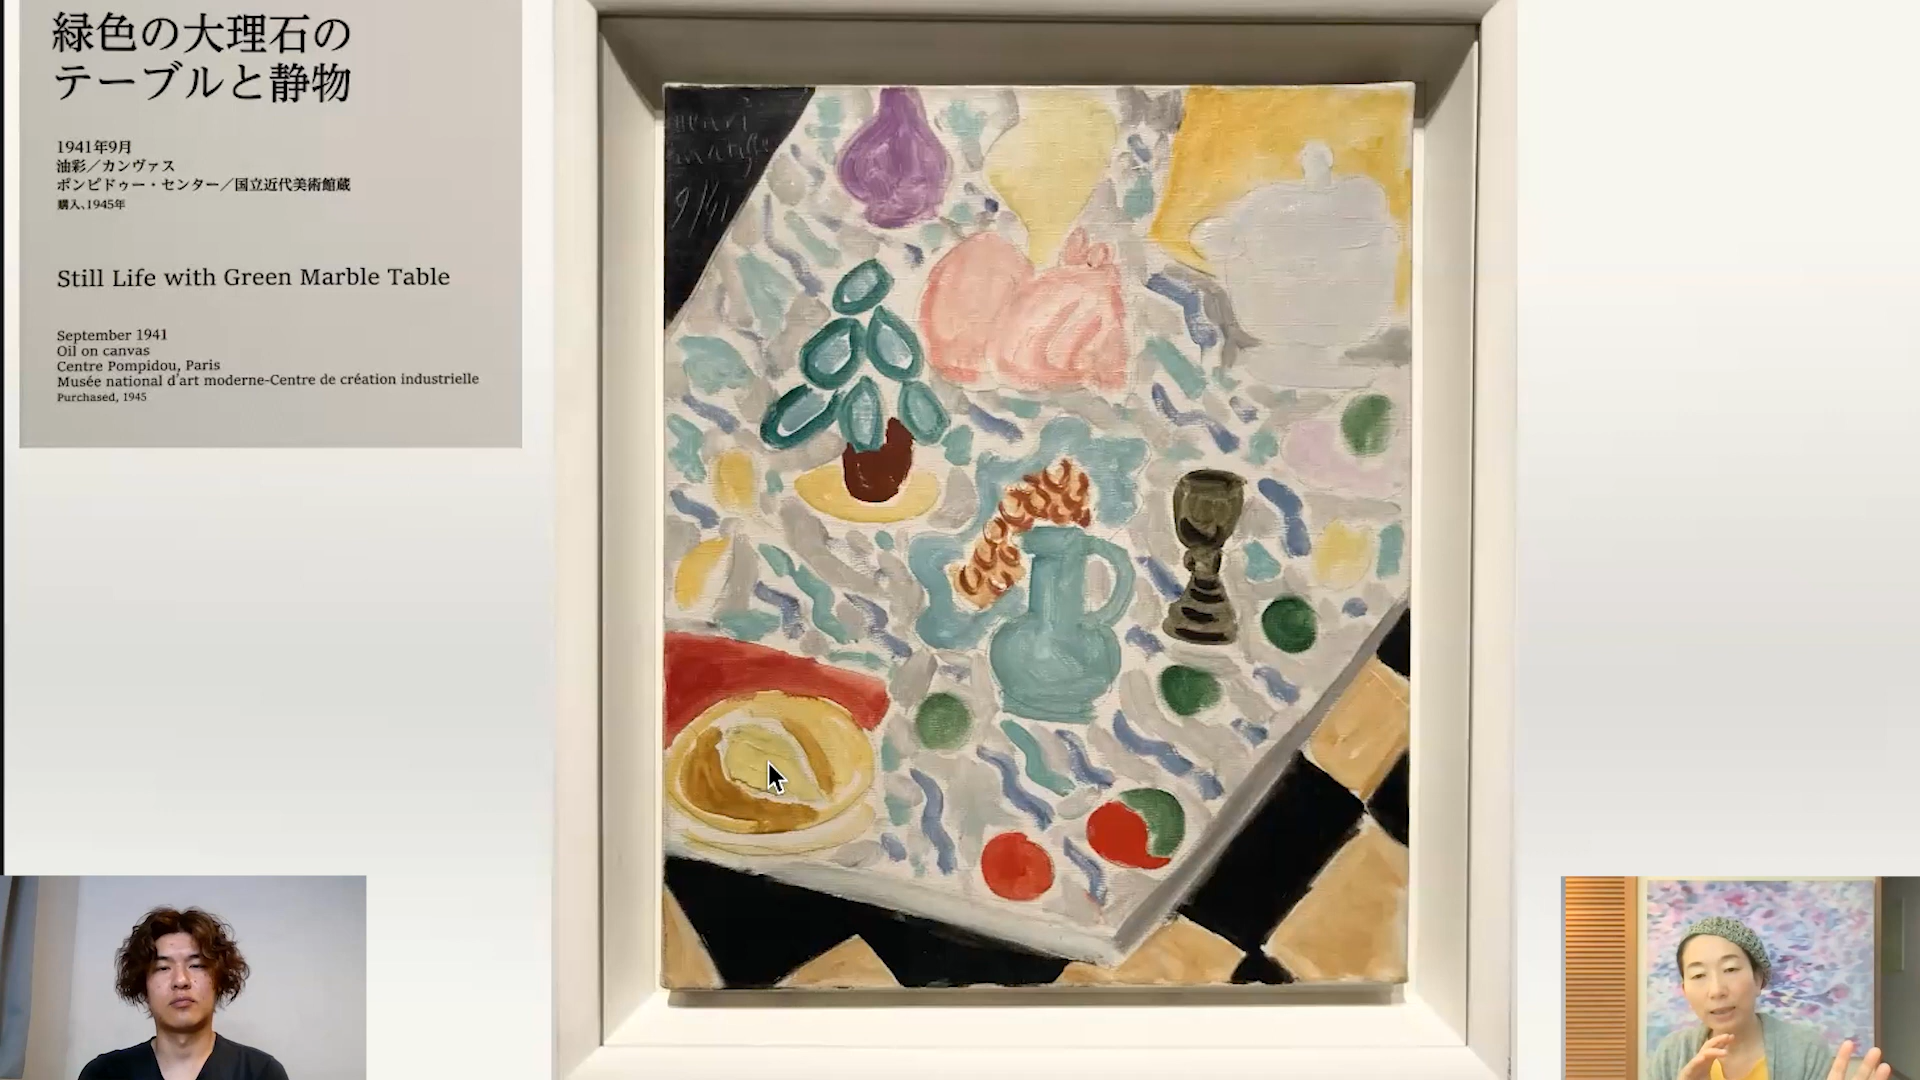 緑色の大理石の
テーブルと静物
1941年9月
油彩／カンヴァス
ポンピドゥー・センター／国立近代美術館蔵
購入、1945年
Still Life with Green Marble Table
September 1941
Oil on canvas
Centre Pompidou, Paris
Musée national d'art moderne-Centre de création industrielle
Purchased, 1945
Henri
matisse
9/41